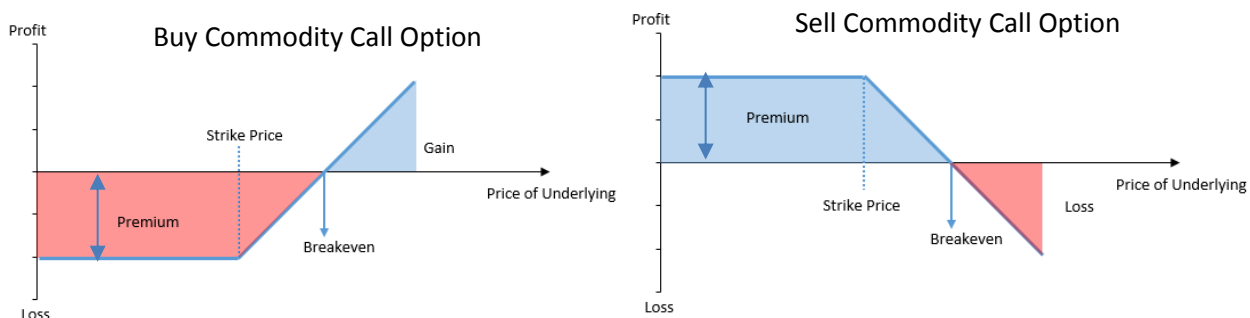 Buy Commodity Call Option
Profit
Strike Price
Gain
Price of Underlying
Premium
Breakeven
Loss
Sell Commodity Call Option
Profit
Premium
Price of Underlying
Strike Price
Loss
Breakeven
Loss